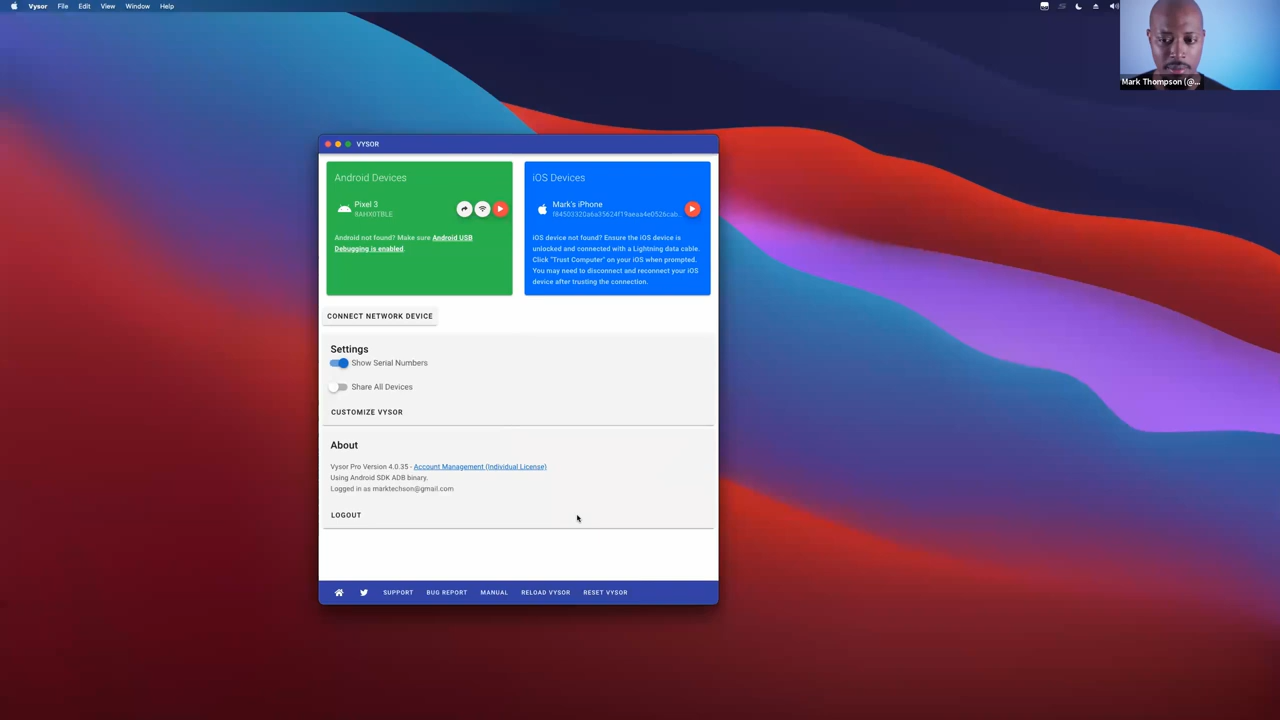 Vysor File Edit View Window Help
Mark Thompson (@...
VYSOR
Android Devices
Pixel 3
8AHX0TBLE
Android not found? Make sure Android USB
Debugging is enabled.
iOS Devices
Mark's iPhone
f84503320a6a35624f19aeaa4e0526cab...
iOS device not found? Ensure the iOS device is
unlocked and connected with a Lightning data cable.
Click "Trust Computer" on your iOS when prompted.
You may need to disconnect and reconnect your iOS
device after trusting the connection.
CONNECT NETWORK DEVICE
Settings
Show Serial Numbers
Share All Devices
CUSTOMIZE VYSOR
About
Vysor Pro Version 4.0.35 - Account Management (Individual License)
Using Android SDK ADB binary.
Logged in as marktechson@gmail.com
LOGOUT
SUPPORT BUG REPORT MANUAL RELOAD VYSOR RESET VYSOR